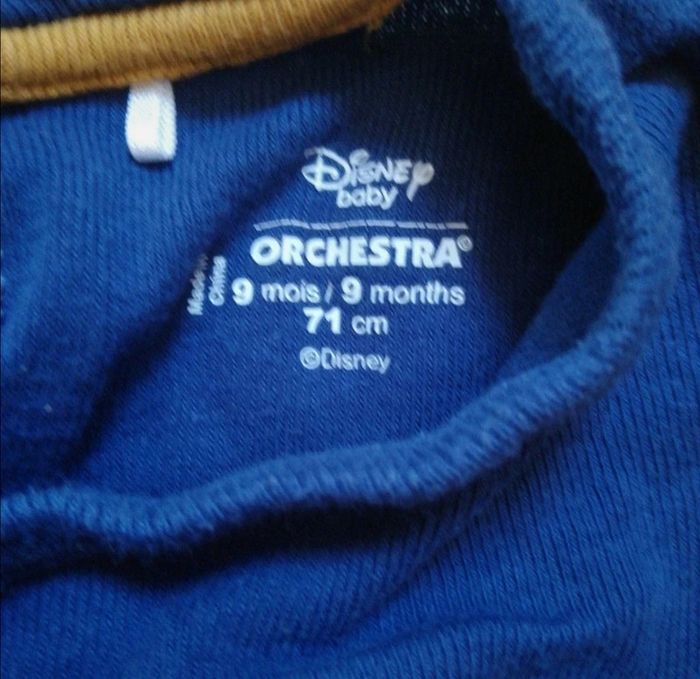 Disney
baby
ORCHESTRA®
9 mois / 9 months
71 cm
©Disney
Made in
China